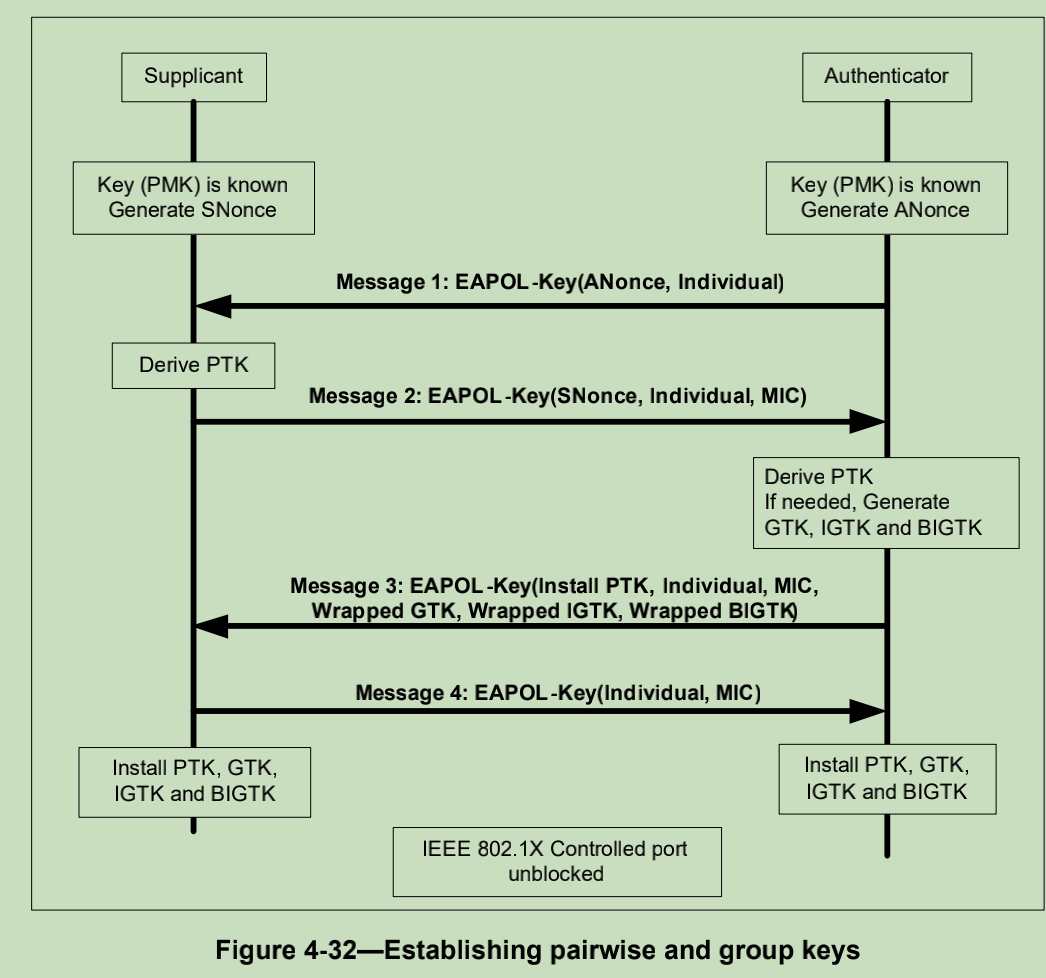 Supplicant
Authenticator
Key (PMK) is known
Generate SNonce
Key (PMK) is known
Generate ANonce
Message 1: EAPOL-Key(ANonce, Individual)
Derive PTK
Message 2: EAPOL-Key(SNonce, Individual, MIC)
Derive PTK
If needed, Generate
GTK, IGTK and BIGTK
Message 3: EAPOL-Key(Install PTK, Individual, MIC,
Wrapped GTK, Wrapped IGTK, Wrapped BIGTK)
Message 4: EAPOL-Key(Individual, MIC)
Install PTK, GTK,
IGTK and BIGTK
Install PTK, GTK,
IGTK and BIGTK
IEEE 802.1X Controlled port
unblocked
Figure 4-32—Establishing pairwise and group keys